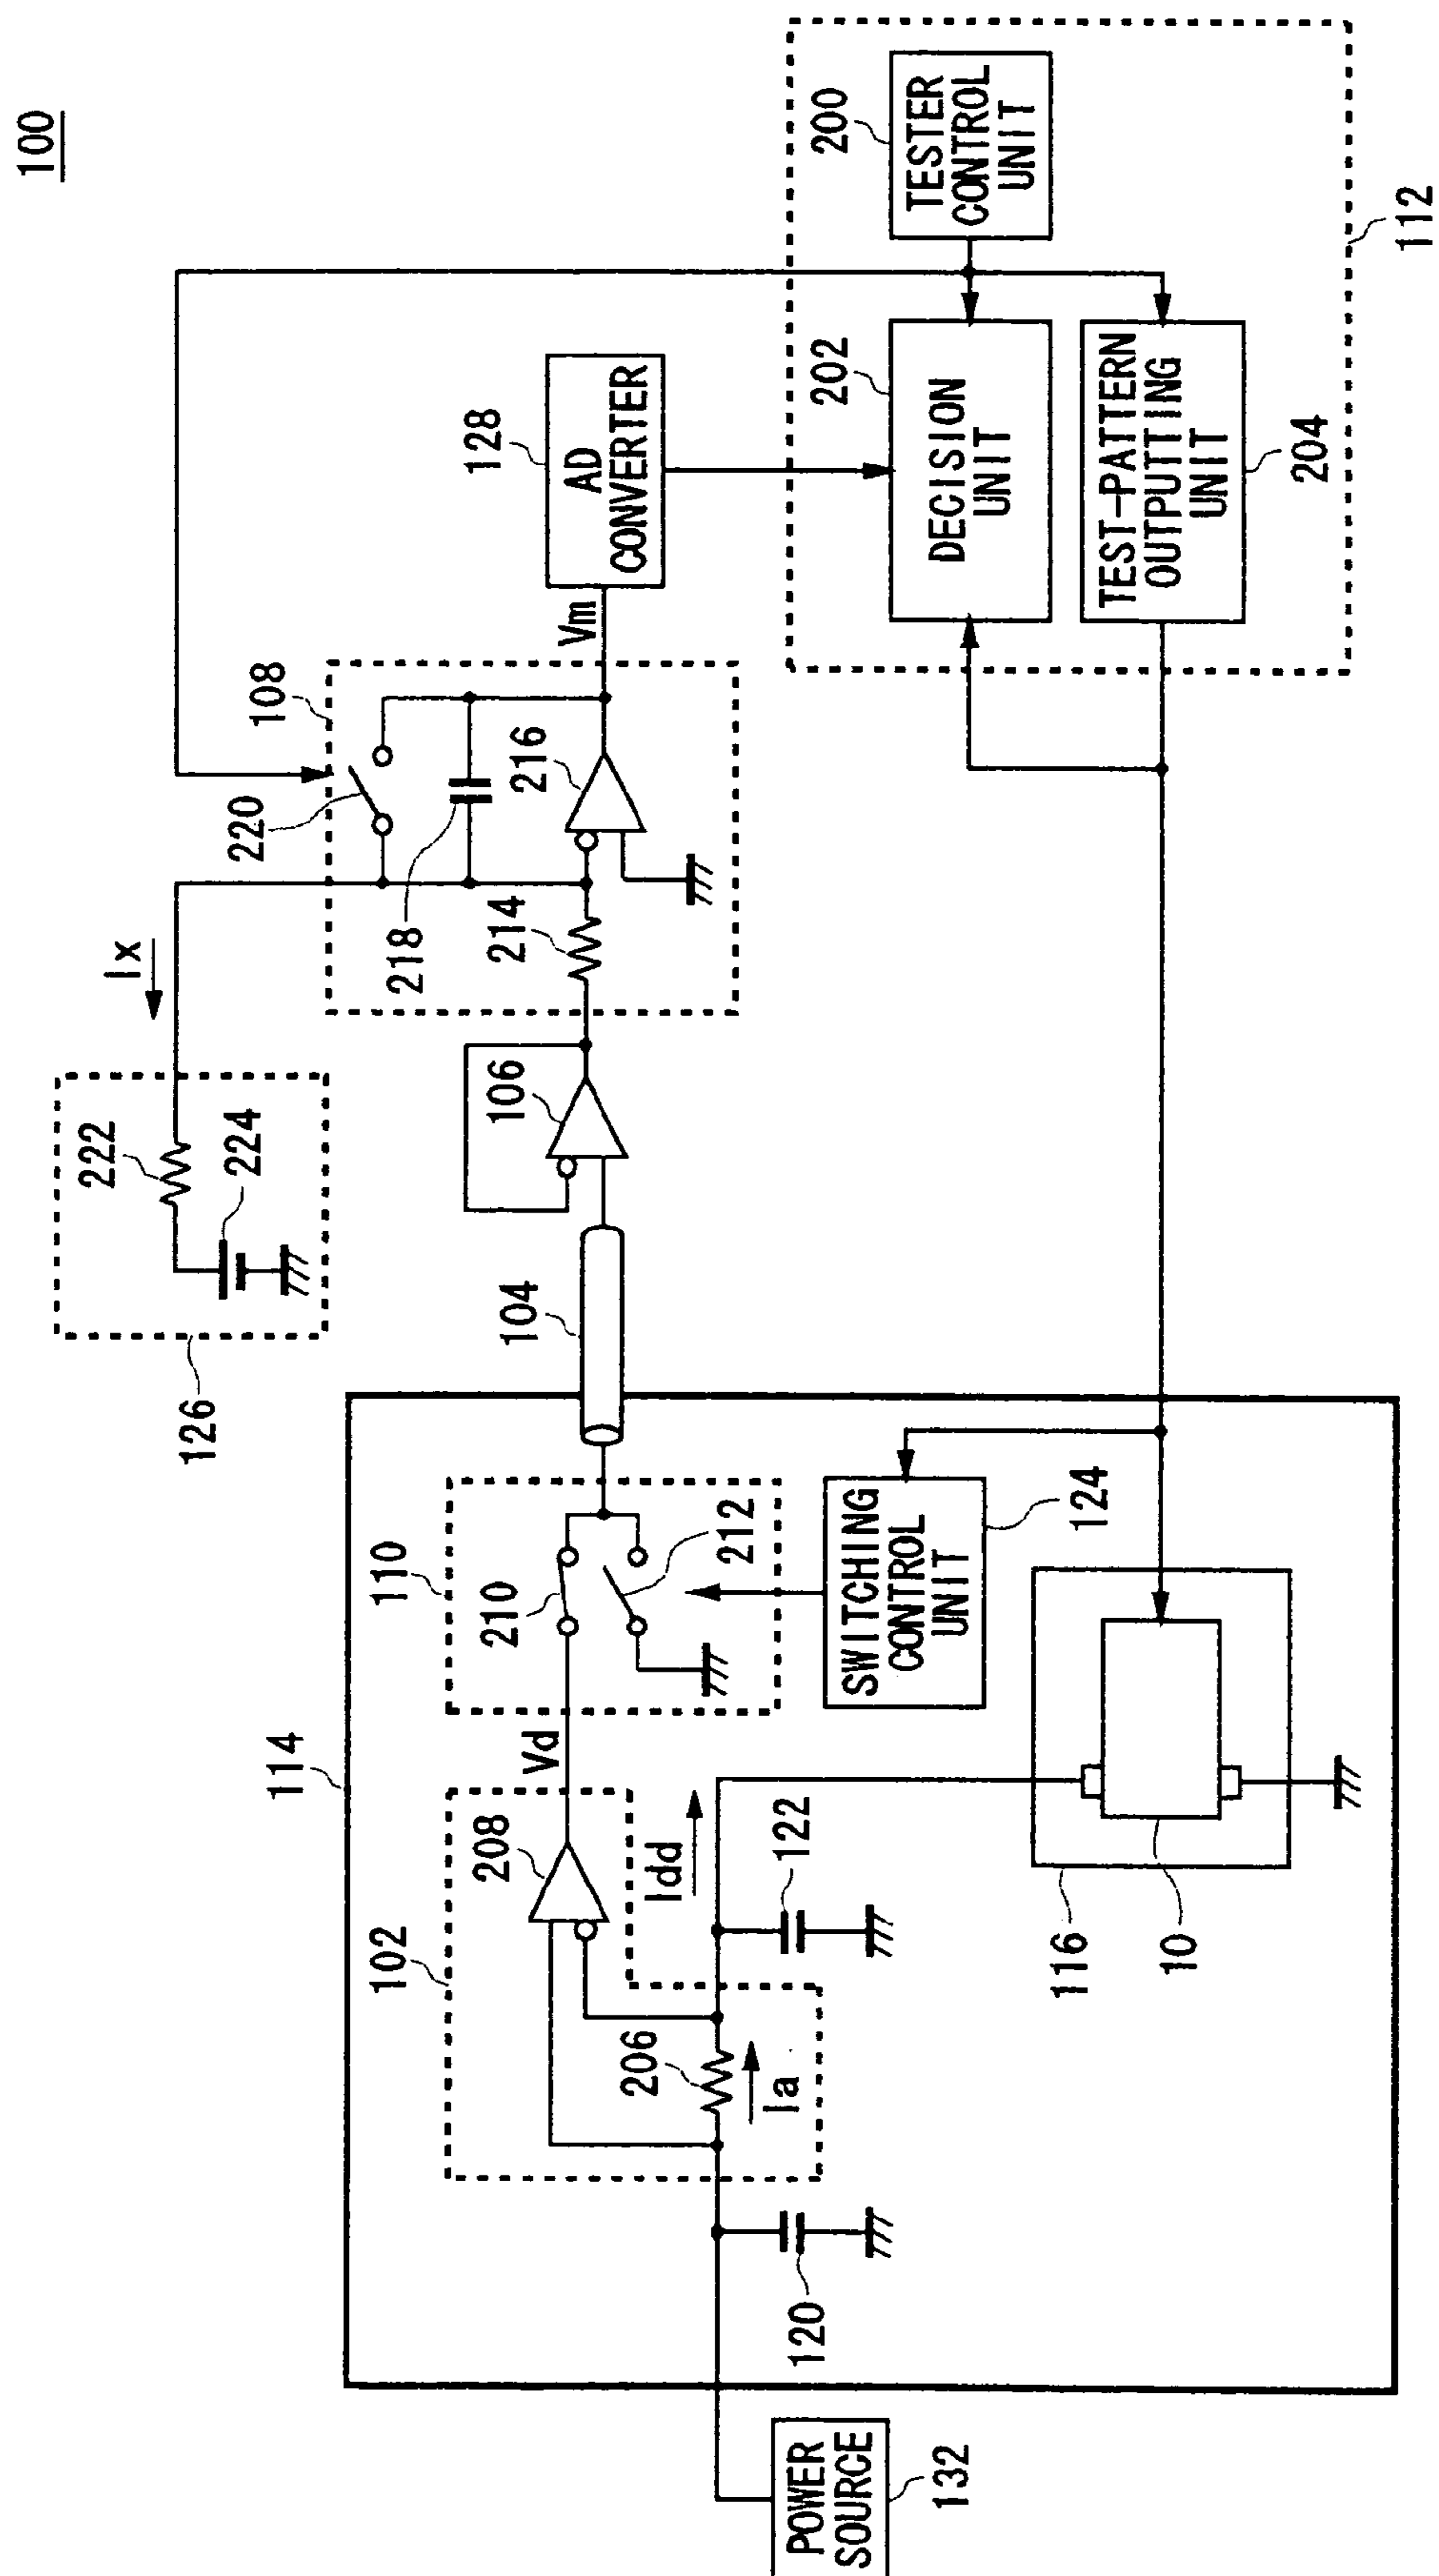 100
126
222
224
Ix
108
220
218
214
216
Vm
128
AD
CONVERTER
106
104
114
110
210
212
102
208
Vd
206
Ia
Idd
122
120
SWITCHING
CONTROL
UNIT
124
116
10
POWER
SOURCE
132
200
TESTER
CONTROL
UNIT
202
DECISION
UNIT
TEST-PATTERN
OUTPUTTING
UNIT
204
112